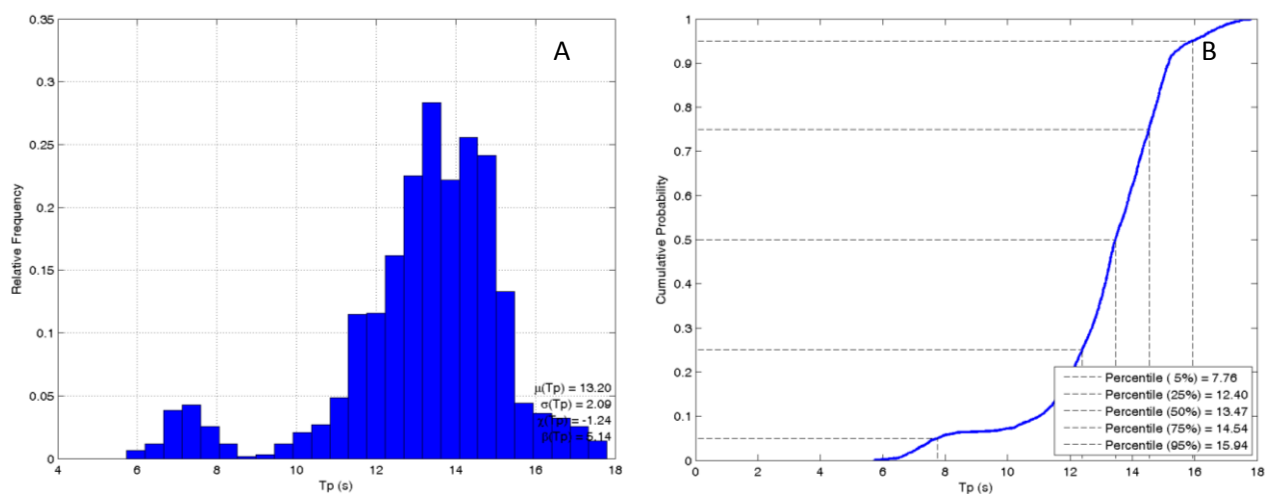 0.35
0.3
0.25
0.2
0.15
0.1
0.05
0
Relative Frequency
A
μ(Tp) = 13.20
σ(Tp) = 2.09
(Tp) = -1.24
(Tp) = 5.14
4 6 8 10 12 14 16 18
Tp (s)
1
0.9
0.8
0.7
0.6
0.5
0.4
0.3
0.2
0.1
0
Cumulative Probability
B
Percentile ( 5%) = 7.76
Percentile (25%) = 12.40
Percentile (50%) = 13.47
Percentile (75%) = 14.54
Percentile (95%) = 15.94
0 2 4 6 8 10 12 14 16 18
Tp (s)